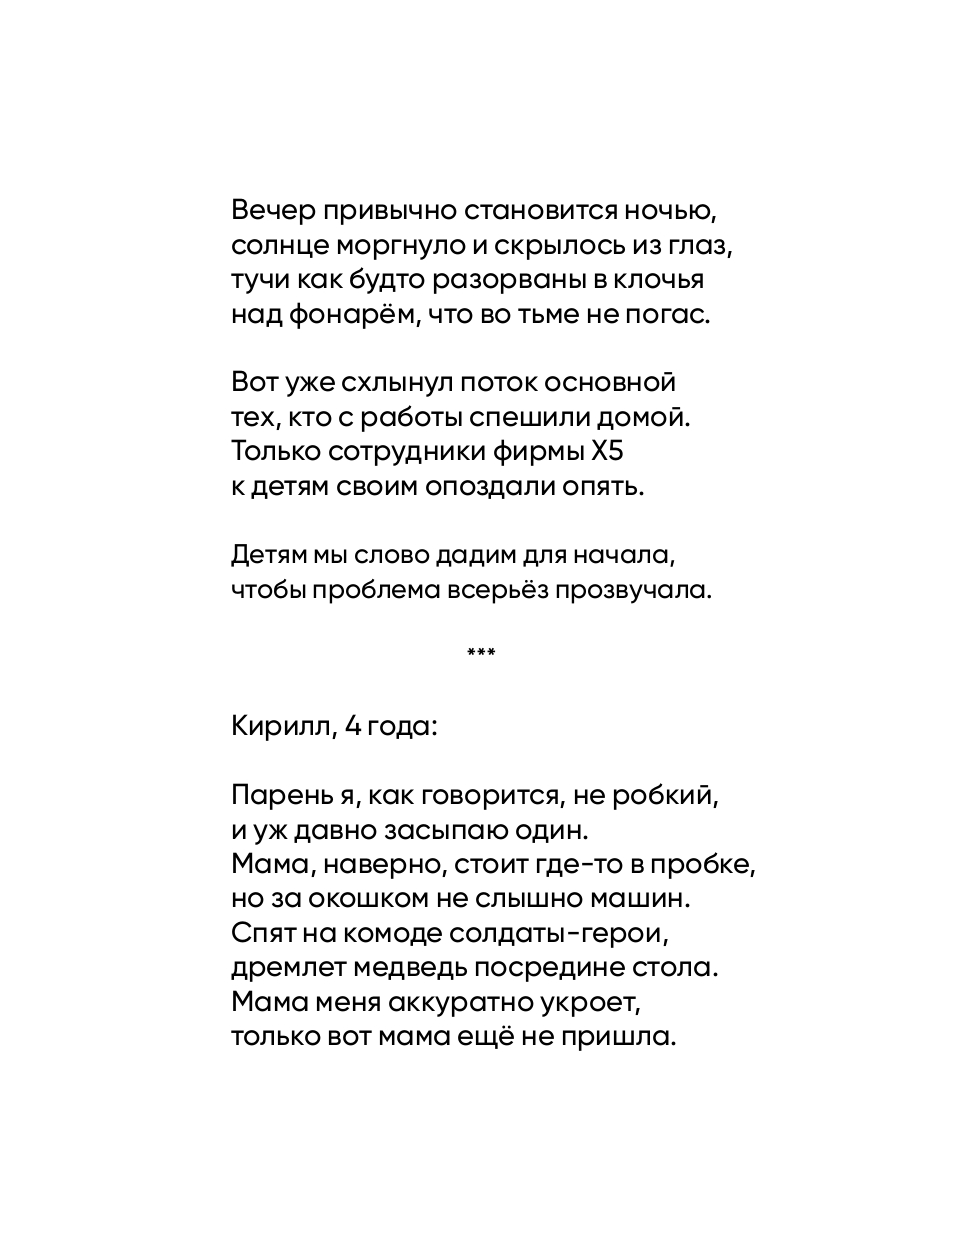 Вечер привычно становится ночью,
солнце моргнуло и скрылось из глаз,
тучи как будто разорваны в клочья
над фонарём, что во тьме не погас.
Вот уже схлынул поток основной
тех, кто с работы спешили домой.
Только сотрудники фирмы Х5
к детям своим опоздали опять.
Детям мы слово дадим для начала,
чтобы проблема всерьёз прозвучала.
***
Кирилл, 4 года:
Парень я, как говорится, не робкий,
и уж давно засыпаю один.
Мама, наверно, стоит где-то в пробке,
но за окошком не слышно машин.
Спят на комоде солдаты-герои,
дремлет медведь посредине стола.
Мама меня аккуратно укроет,
только вот мама ещё не пришла.